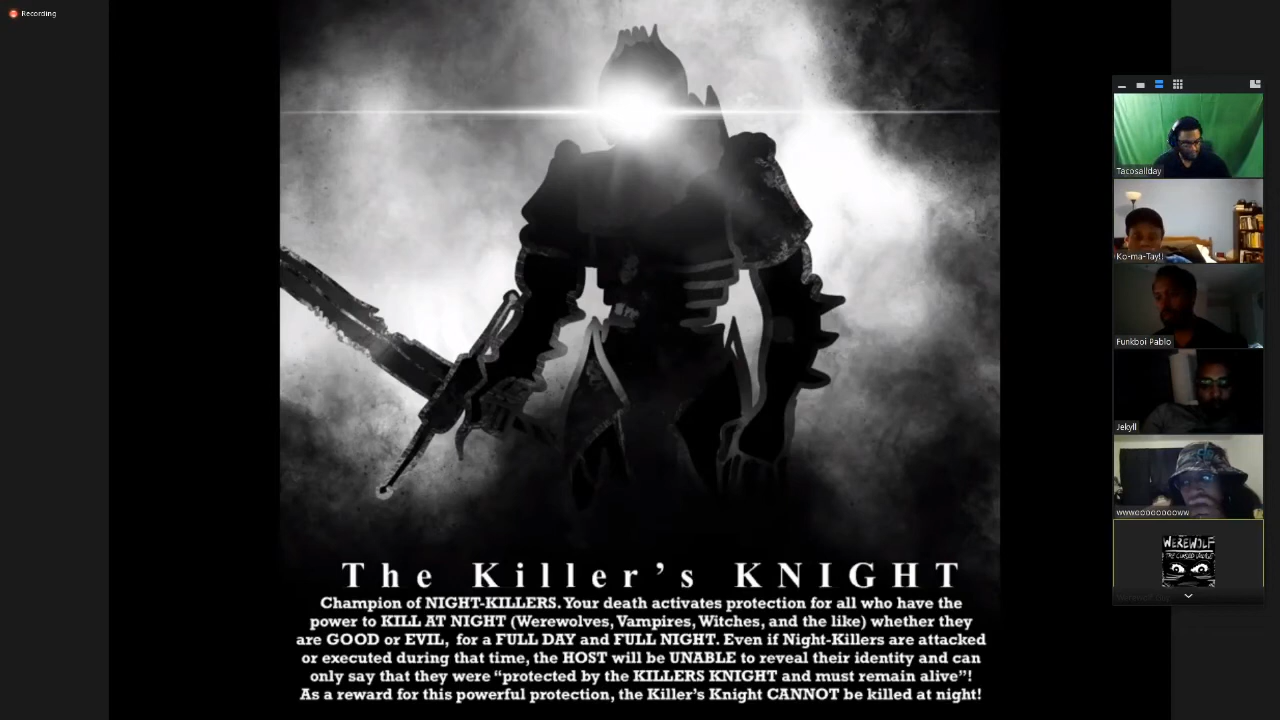 Recording
Tacosallday
Ko-ma-Tay!!
Funkboi Pablo
Jekyll
wwwooooooooww
WEREWOLF
THE CURSED VILLAGE
The Killer's KNIGHT
Champion of NIGHT-KILLERS. Your death activates protection for all who have the
power to KILL AT NIGHT (Werewolves, Vampires, Witches, and the like) whether they
are GOOD or EVIL, for a FULL DAY and FULL NIGHT. Even if Night-Killers are attacked
or executed during that time, the HOST will be UNABLE to reveal their identity and can
only say that they were “protected by the KILLERS KNIGHT and must remain alive”!
As a reward for this powerful protection, the Killer's Knight CANNOT be killed at night!